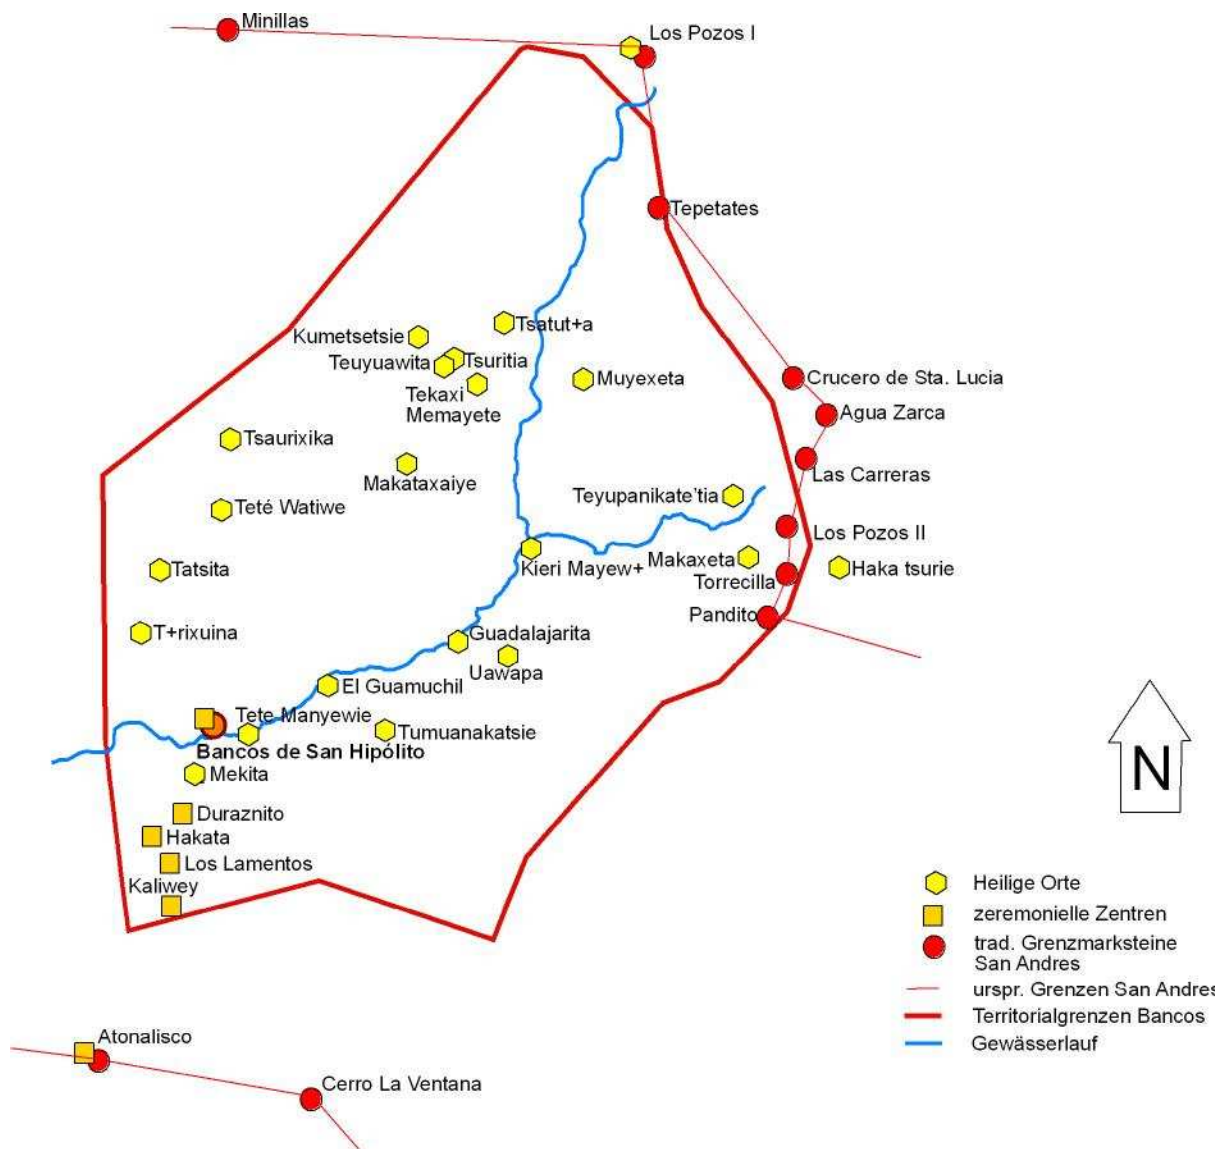 Minillas
Los Pozos I
Tepetates
Tsatut+a
Kumetsetsie
Teuyuawita
Tsuritia
Tekaxi
Memayete
Muyexeta
Crucero de Sta. Lucia
Agua Zarca
Tsaurixika
Makataxaiye
Las Carreras
Teyupanikate'tia
Teté Watiwe
Los Pozos II
Kieri Mayew+
Makaxeta
Tatsita
Torrecilla
Haka tsurie
Pandito
T+rixuina
Guadalajarita
Uawapa
El Guamuchil
Tete Manyewie
Tumuanakatsie
Bancos de San Hipólito
Mekita
N
Duraznito
Hakata
Los Lamentos
Kaliwey
Heilige Orte
zeremonielle Zentren
trad. Grenzmarksteine
San Andres
urspr. Grenzen San Andres
Territorialgrenzen Bancos
Gewässerlauf
Atonalisco
Cerro La Ventana